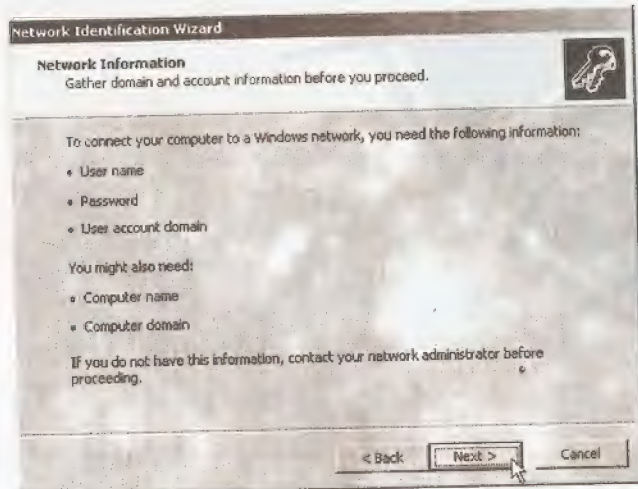 Network Identification Wizard
Network Information
Gather domain and account information before you proceed.
To connect your computer to a Windows network, you need the following information:
• User name
• Password
• User account domain
You might also need:
• Computer name
• Computer domain
If you do not have this information, contact your network administrator before
proceeding.
< Back
Next >
Cancel